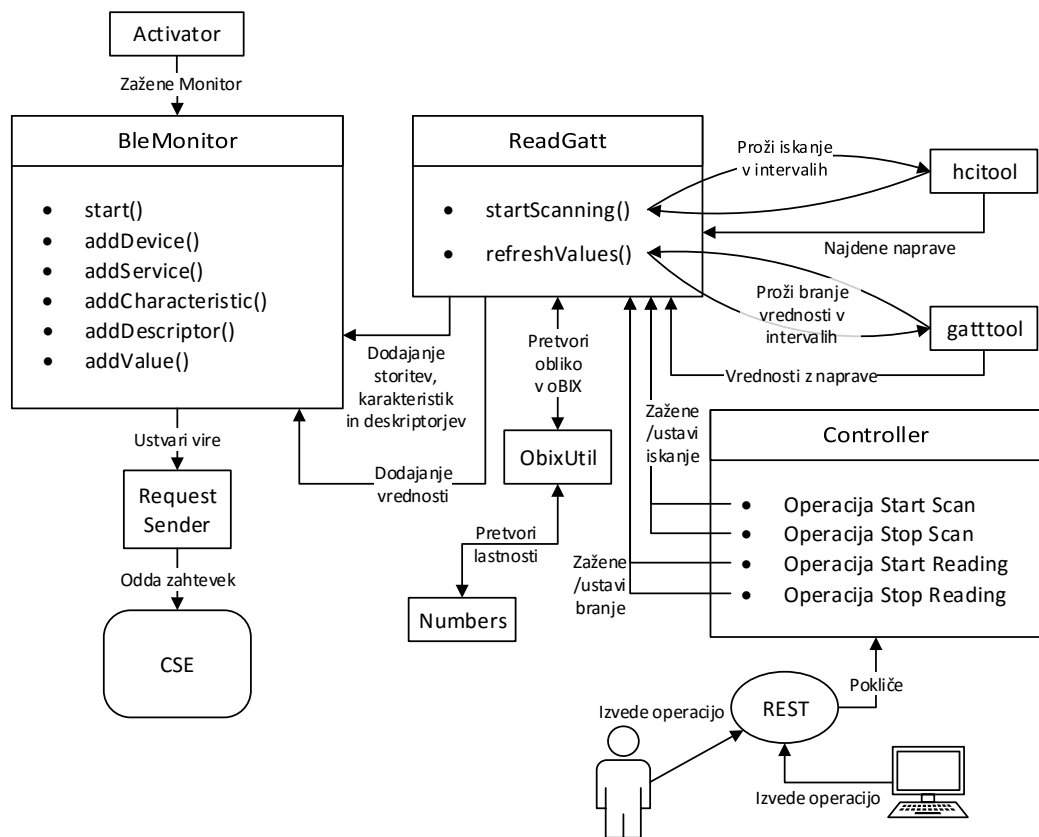 Activator
Zažene Monitor
BleMonitor
• start()
• addDevice()
• addService()
• addCharacteristic()
• addDescriptor()
• addValue()
ReadGatt
• startScanning()
• refreshValues()
Proži iskanje
v intervalih
hcitool
Najdene naprave
Proži branje
vrednosti v
intervalih
gatttool
Vrednosti z naprave
Dodajanje
storitev,
karakteristik
in deskriptorjev
Pretvori
obliko
v oBIX
Zažene
/ustavi
iskanje
Controller
• Operacija Start Scan
• Operacija Stop Scan
• Operacija Start Reading
• Operacija Stop Reading
Ustvari vire
Request
Sender
Dodajanje
vrednosti
ObixUtil
Pretvori
lastnosti
Zažene
/ustavi
branje
Odda zahtevek
CSE
Numbers
Pokliče
REST
Izvede operacijo
Izvede operacijo